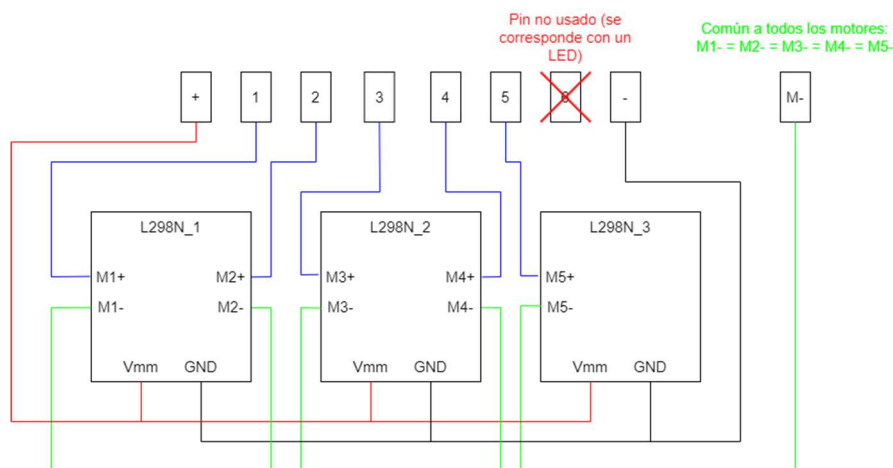 Pin no usado (se
corresponde con un
LED)
Común a todos los motores:
M1- = M2- = M3- = M4- = M5-
+
1
2
3
4
5
6
-
M-
L298N_1
M1+
M2+
M1-
M2-
Vmm
GND
L298N_2
M3+
M4+
M3-
M4-
Vmm
GND
L298N_3
M5+
M5-
Vmm
GND